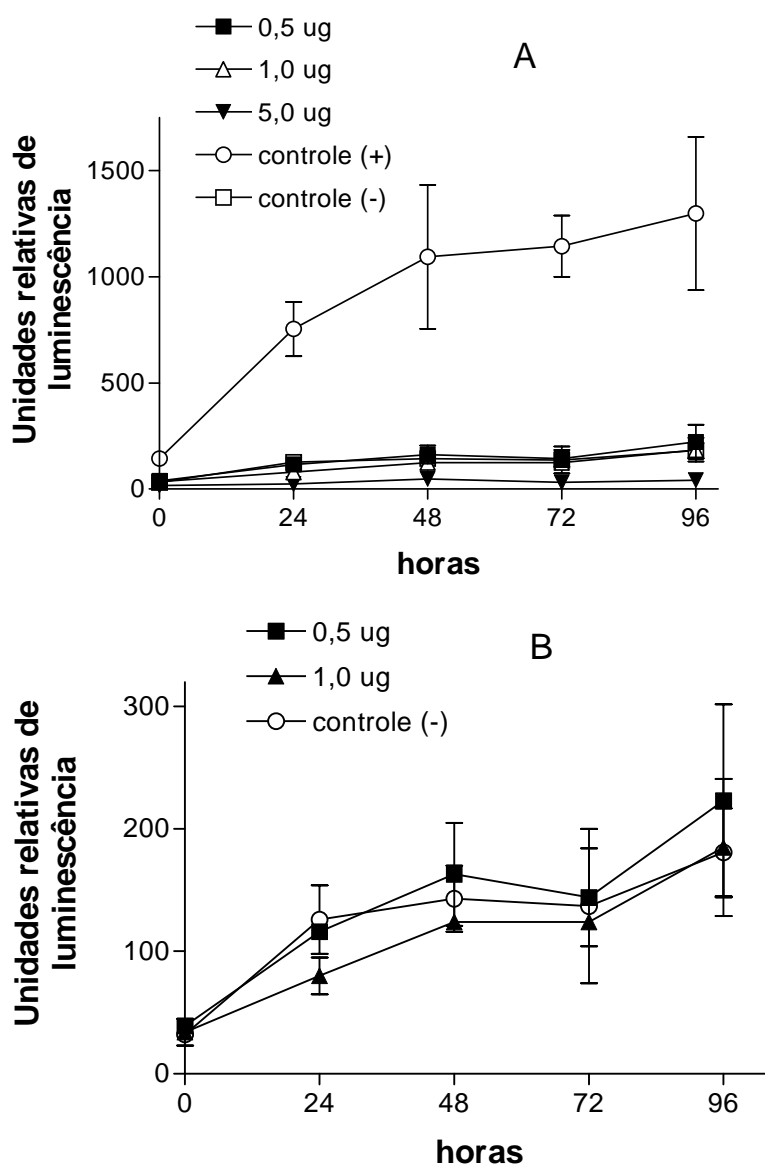 0,5 ug
1,0 ug
5,0 ug
controle (+)
controle (-)
A
Unidades relativas de
luminescência
1500
1000
500
0
0 24 48 72 96
horas
0,5 ug
1,0 ug
controle (-)
B
Unidades relativas de
luminescência
300
200
100
0
0 24 48 72 96
horas